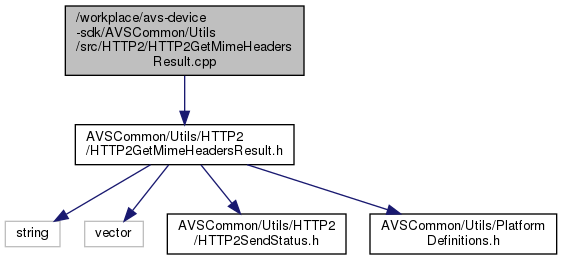 /workplace/avs-device
-sdk/AVSCommon/Utils
/src/HTTP2/HTTP2GetMimeHeaders
Result.cpp
AVSCommon/Utils/HTTP2
/HTTP2GetMimeHeadersResult.h
string
vector
AVSCommon/Utils/HTTP2
/HTTP2SendStatus.h
AVSCommon/Utils/Platform
Definitions.h